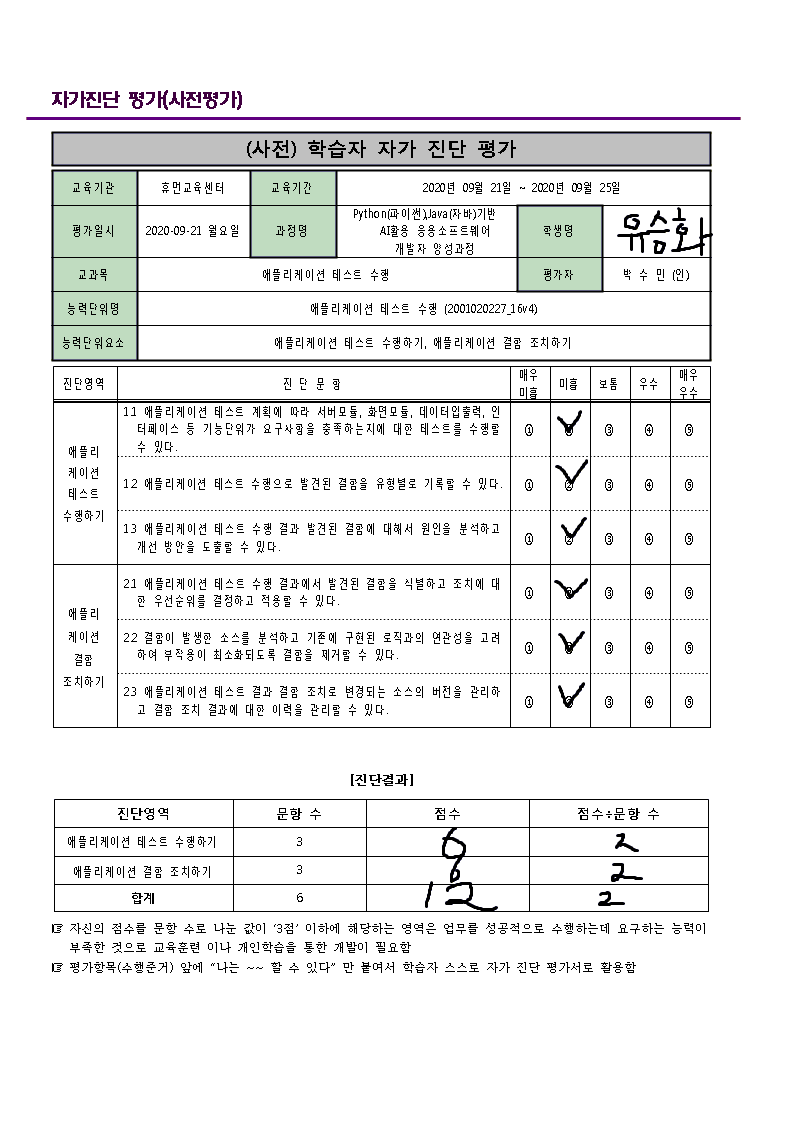 자가진단 평가(사전평가)
(사전) 학습자 자가 진단 평가
교육기관 휴먼교육센터 교육기간 2020년 09월 21일 ~ 2020년 09월 25일
평가일시 2020-09-21 월요일 과정명 Python(파이썬),Java(자바)기반
AI활용 응용소프트웨어
개발자 양성과정 학생명 유승화
교과목 애플리케이션 테스트 수행 평가자 박 수 민 (인)
능력단위명 애플리케이션 테스트 수행 (2001020227_16v4)
능력단위요소 애플리케이션 테스트 수행하기, 애플리케이션 결함 조치하기
진단영역 진 단 문 항 매우 미흡 미흡 보통 우수 매우 우수
애플리
케이션
테스트
수행하기
1.1 애플리케이션 테스트 계획에 따라 서버모듈, 화면모듈, 데이터입출력, 인
터페이스 등 기능단위가 요구사항을 충족하는지에 대한 테스트를 수행할
수 있다. ① ② ③ ④ ⑤
1.2 애플리케이션 테스트 수행으로 발견된 결함을 유형별로 기록할 수 있다. ① ② ③ ④ ⑤
1.3 애플리케이션 테스트 수행 결과 발견된 결함에 대해서 원인을 분석하고
개선 방안을 도출할 수 있다. ① ② ③ ④ ⑤
애플리
케이션
결함
조치하기
2.1 애플리케이션 테스트 수행 결과에서 발견된 결함을 식별하고 조치에 대
한 우선순위를 결정하고 적용할 수 있다. ① ② ③ ④ ⑤
2.2 결함이 발생한 소스를 분석하고 기존에 구현된 로직과의 연관성을 고려
하여 부작용이 최소화되도록 결함을 제거할 수 있다. ① ② ③ ④ ⑤
2.3 애플리케이션 테스트 결과 결함 조치로 변경되는 소스의 버전을 관리하
고 결함 조치 결과에 대한 이력을 관리할 수 있다. ① ② ③ ④ ⑤
[진단결과]
진단영역 문항 수 점수 점수÷문항 수
애플리케이션 테스트 수행하기 3 6 2
애플리케이션 결함 조치하기 3 6 2
합계 6 12 2
☞ 자신의 점수를 문항 수로 나눈 값이 '3점' 이하에 해당하는 영역은 업무를 성공적으로 수행하는데 요구하는 능력이
부족한 것으로 교육훈련 이나 개인학습을 통한 개발이 필요함
☞ 평가항목(수행준거) 앞에 "나는 ~~ 할 수 있다" 만 붙여서 학습자 스스로 자가 진단 평가서로 활용함